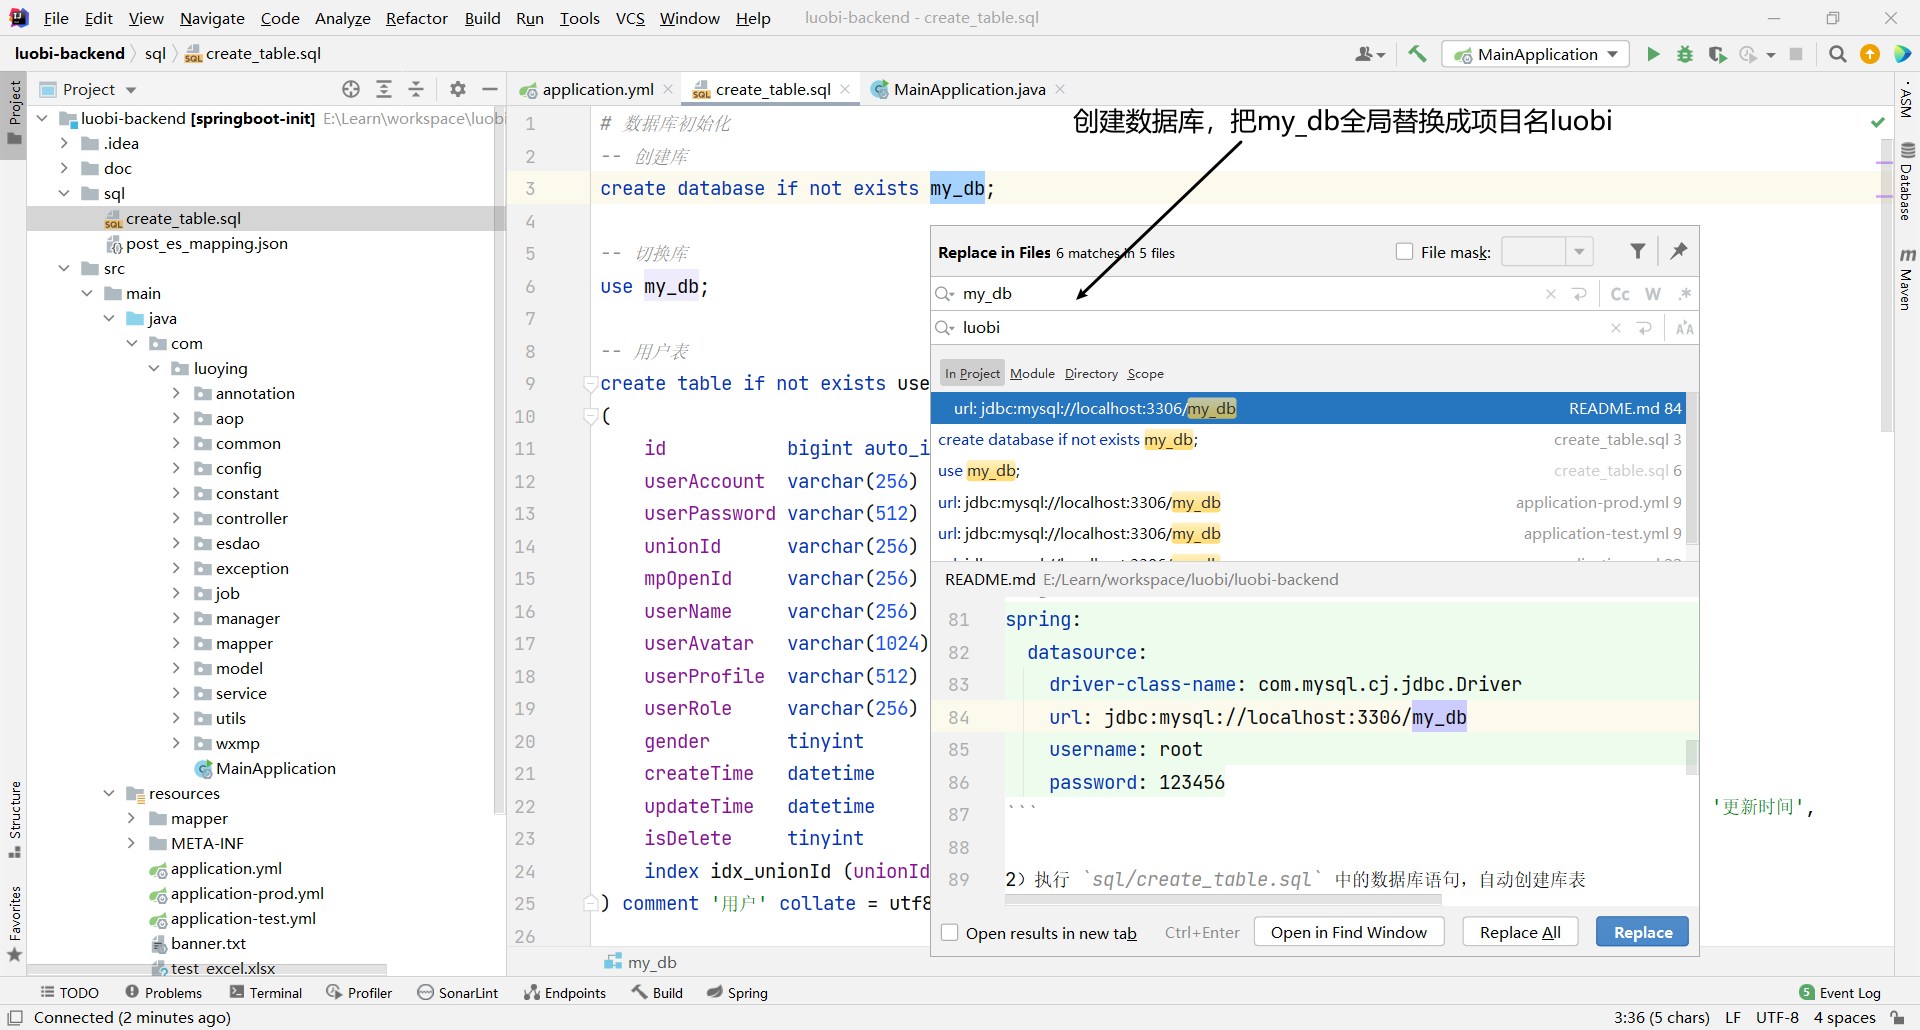 File Edit View Navigate Code Analyze Refactor Build Run Tools VCS Window Help luobi-backend - create_table.sql
luobi-backend sql create_table.sql MainApplication
Project application.yml create_table.sql MainApplication.java
Project
Structure
Favorites
luobi-backend [springboot-init] E:\Learn\workspace\luobi
.idea
doc
sql
create_table.sql
post_es_mapping.json
src
main
java
com
luoying
annotation
aop
common
config
constant
controller
esdao
exception
job
manager
mapper
model
service
utils
wxmp
MainApplication
resources
mapper
META-INF
application.yml
application-prod.yml
application-test.yml
banner.txt
test_excel.xlsx
创建数据库，把my_db全局替换成项目名luobi
1 # 数据库初始化
2 -- 创建库
3 create database if not exists my_db;
4
5 -- 切换库
6 use my_db;
7
8 -- 用户表
9 create table if not exists use
10 (
11 id bigint auto_i
12 userAccount varchar(256)
13 userPassword varchar(512)
14 unionId varchar(256)
15 mpOpenId varchar(256)
16 userName varchar(256)
17 userAvatar varchar(1024)
18 userProfile varchar(512)
19 userRole varchar(256)
20 gender tinyint
21 createTime datetime
22 updateTime datetime '更新时间',
23 isDelete tinyint
24 index idx_unionId (unionId
25 ) comment '用户' collate = utf8
26
my_db
Replace in Files 6 matches in 5 files File mask:
my_db Cc W .*
luobi
In Project Module Directory Scope
url: jdbc:mysql://localhost:3306/my_db README.md 84
create database if not exists my_db; create_table.sql 3
use my_db; create_table.sql 6
url: jdbc:mysql://localhost:3306/my_db application-prod.yml 9
url: jdbc:mysql://localhost:3306/my_db application-test.yml 9
README.md E:/Learn/workspace/luobi/luobi-backend
81 spring:
82 datasource:
83 driver-class-name: com.mysql.cj.jdbc.Driver
84 url: jdbc:mysql://localhost:3306/my_db
85 username: root
86 password: 123456
87 ```
88
89 2）执行 `sql/create_table.sql` 中的数据库语句，自动创建库表
Open results in new tab Ctrl+Enter Open in Find Window Replace All Replace
ASM
Database
Maven
TODO Problems Terminal Profiler SonarLint Endpoints Build Spring 5 Event Log
Connected (2 minutes ago) 3:36 (5 chars) LF UTF-8 4 spaces